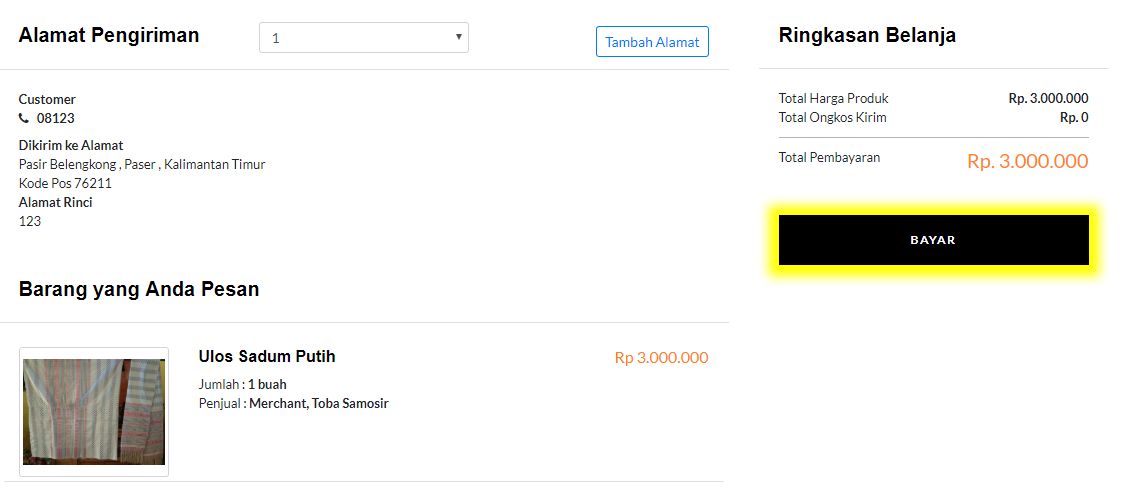 Alamat Pengiriman
1
Tambah Alamat
Customer
08123
Dikirim ke Alamat
Pasir Belengkong , Paser , Kalimantan Timur
Kode Pos 76211
Alamat Rinci
123
Barang yang Anda Pesan
Ulos Sadum Putih
Rp 3.000.000
Jumlah : 1 buah
Penjual : Merchant, Toba Samosir
Ringkasan Belanja
Total Harga Produk Rp. 3.000.000
Total Ongkos Kirim Rp. 0
Total Pembayaran Rp. 3.000.000
BAYAR